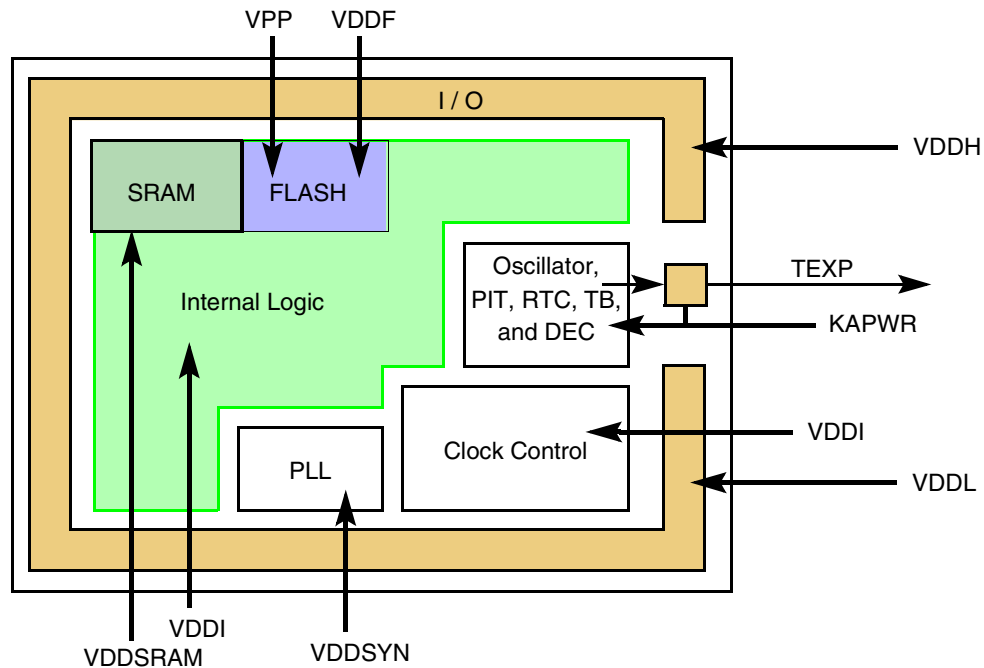 VPP
VDDF
I / O
VDDH
SRAM
FLASH
Oscillator,
PIT, RTC, TB,
and DEC
TEXP
KAPWR
Internal Logic
VDDI
Clock Control
PLL
VDDL
VDDI
VDDSRAM
VDDSYN